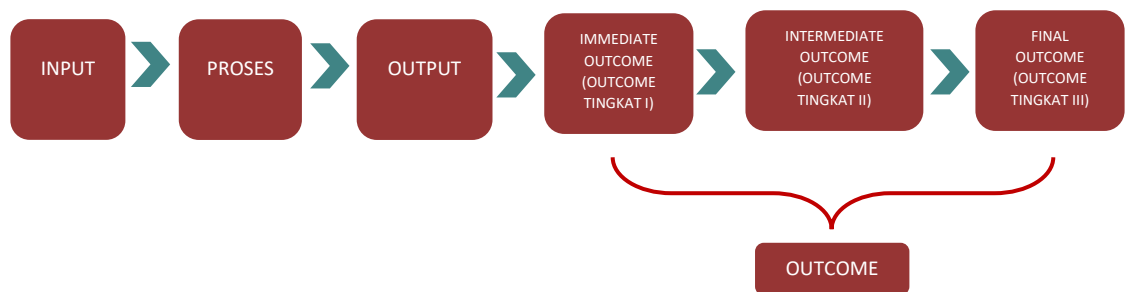 INPUT
PROSES
OUTPUT
IMMEDIATE
OUTCOME
(OUTCOME
TINGKAT I)
INTERMEDIATE
OUTCOME
(OUTCOME
TINGKAT II)
FINAL
OUTCOME
(OUTCOME
TINGKAT III)
OUTCOME